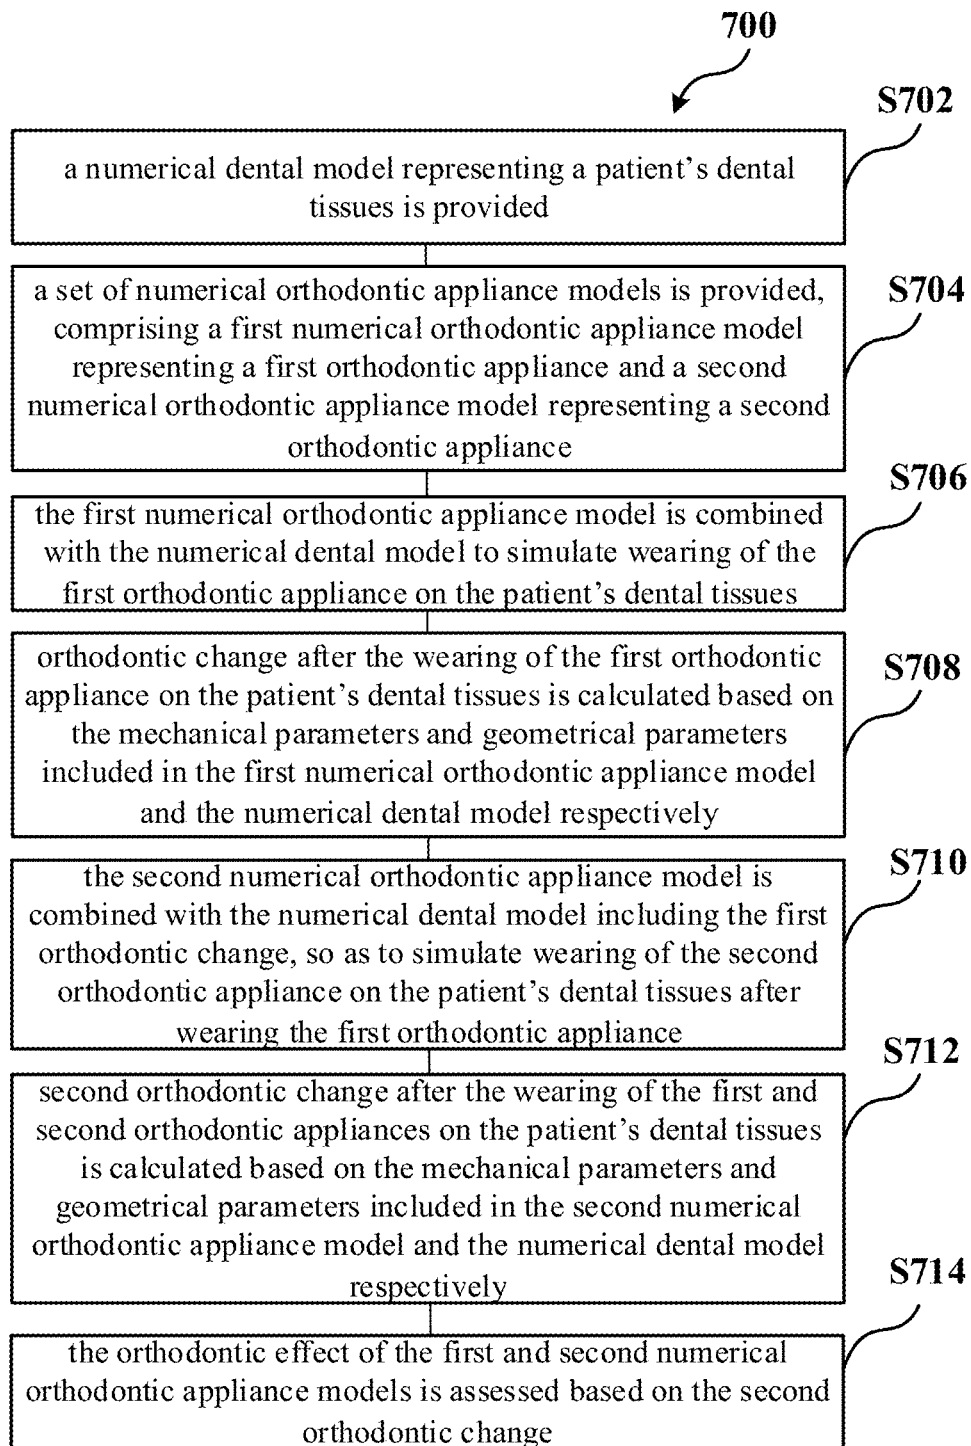 700
S702
a numerical dental model representing a patient's dental
tissues is provided
S704
a set of numerical orthodontic appliance models is provided,
comprising a first numerical orthodontic appliance model
representing a first orthodontic appliance and a second
numerical orthodontic appliance model representing a second
orthodontic appliance
S706
the first numerical orthodontic appliance model is combined
with the numerical dental model to simulate wearing of the
first orthodontic appliance on the patient's dental tissues
S708
orthodontic change after the wearing of the first orthodontic
appliance on the patient's dental tissues is calculated based on
the mechanical parameters and geometrical parameters
included in the first numerical orthodontic appliance model
and the numerical dental model respectively
S710
the second numerical orthodontic appliance model is
combined with the numerical dental model including the first
orthodontic change, so as to simulate wearing of the second
orthodontic appliance on the patient's dental tissues after
wearing the first orthodontic appliance
S712
second orthodontic change after the wearing of the first and
second orthodontic appliances on the patient's dental tissues
is calculated based on the mechanical parameters and
geometrical parameters included in the second numerical
orthodontic appliance model and the numerical dental model
respectively
S714
the orthodontic effect of the first and second numerical
orthodontic appliance models is assessed based on the second
orthodontic change